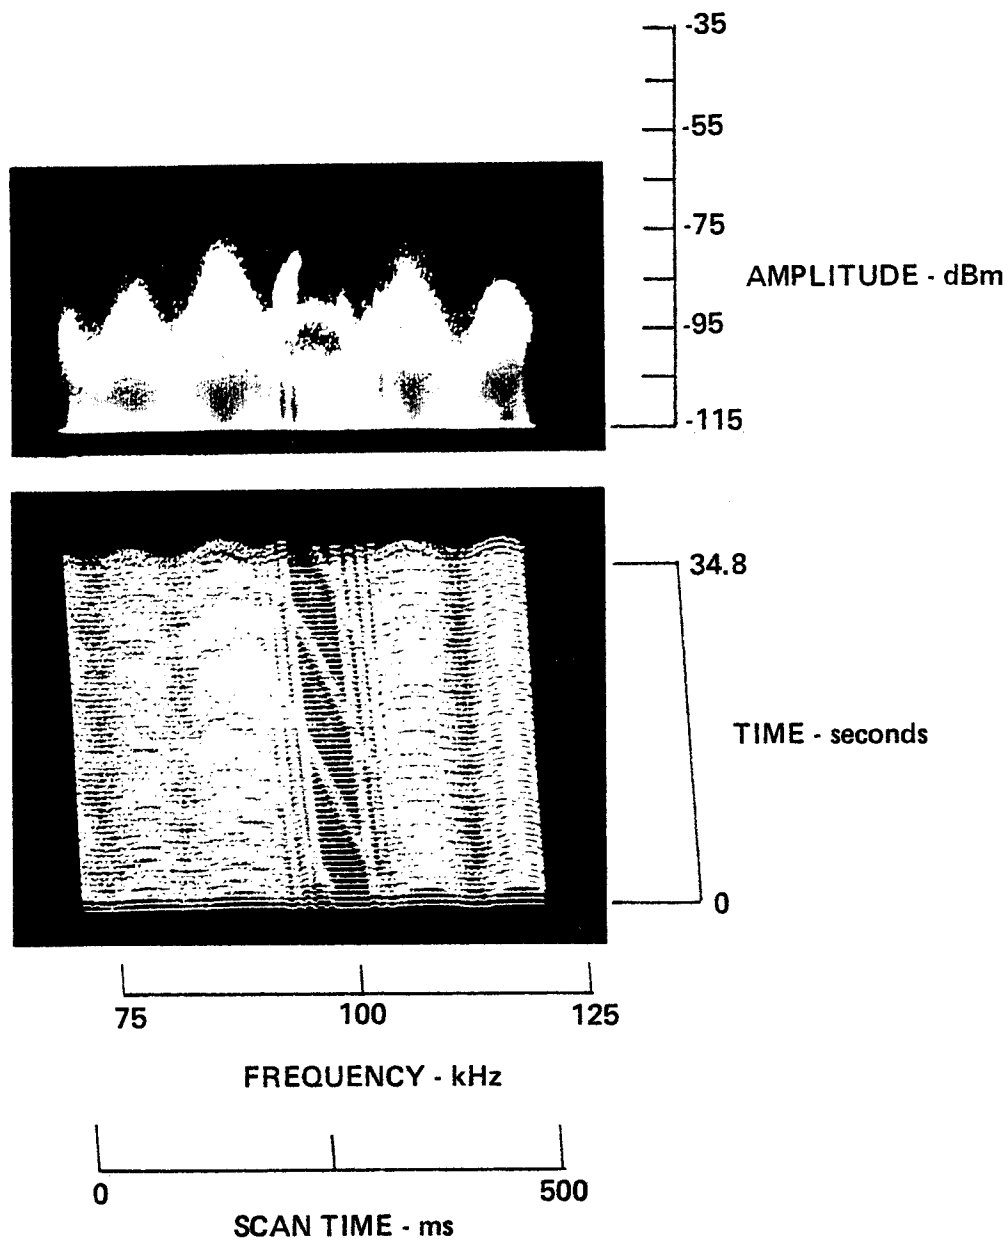 -35
-55
-75
AMPLITUDE - dBm
-95
-115
34.8
TIME - seconds
0
75 100 125
FREQUENCY - kHz
0 500
SCAN TIME - ms